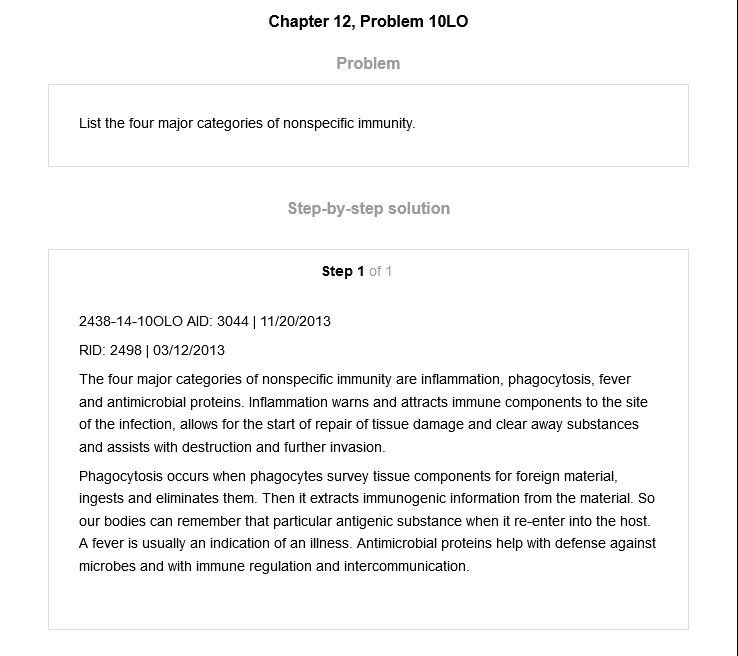 Chapter 12, Problem 10LO
Problem
List the four major categories of nonspecific immunity.
Step-by-step solution
Step 1 of 1
2438-14-10OLO AID: 3044 | 11/20/2013
RID: 2498 | 03/12/2013
The four major categories of nonspecific immunity are inflammation, phagocytosis, fever
and antimicrobial proteins. Inflammation warns and attracts immune components to the site
of the infection, allows for the start of repair of tissue damage and clear away substances
and assists with destruction and further invasion.
Phagocytosis occurs when phagocytes survey tissue components for foreign material,
ingests and eliminates them. Then it extracts immunogenic information from the material. So
our bodies can remember that particular antigenic substance when it re-enter into the host.
A fever is usually an indication of an illness. Antimicrobial proteins help with defense against
microbes and with immune regulation and intercommunication.